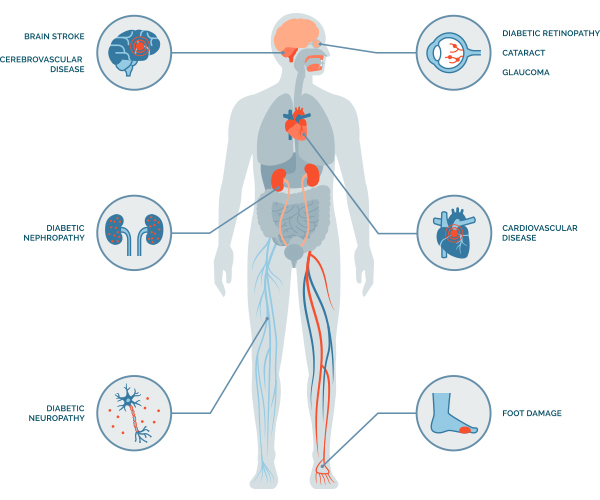 BRAIN STROKE
CEREBROVASCULAR
DISEASE
DIABETIC RETINOPATHY
CATARACT
GLAUCOMA
DIABETIC
NEPHROPATHY
CARDIOVASCULAR
DISEASE
DIABETIC
NEUROPATHY
FOOT DAMAGE